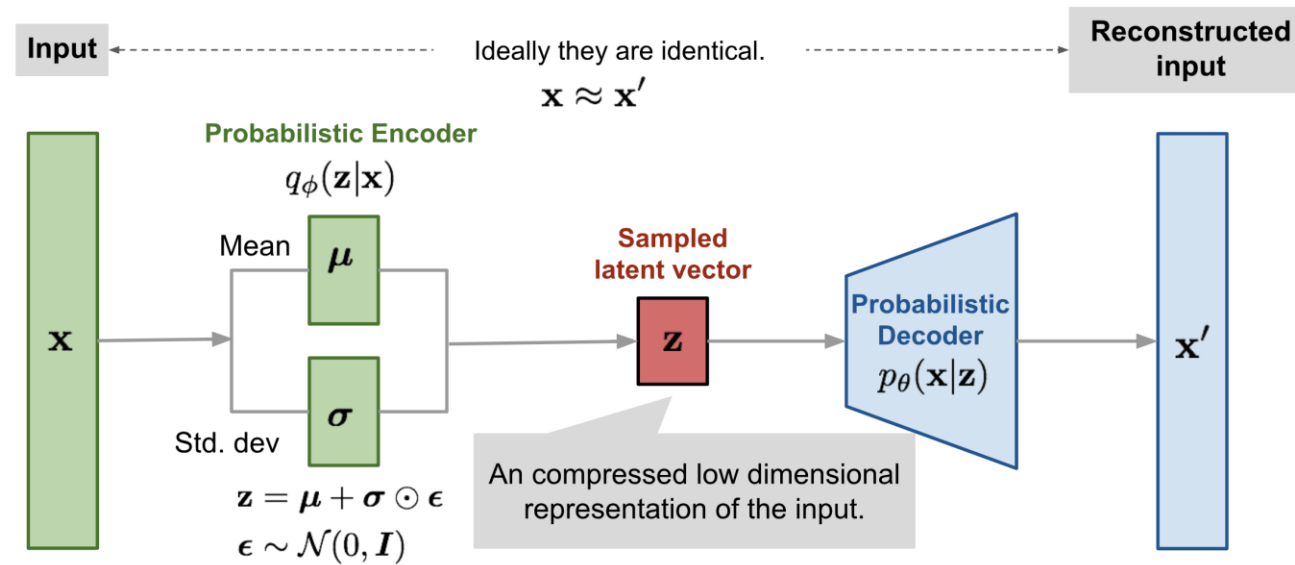 Input
Ideally they are identical.
x ≈ x′
Reconstructed
input
Probabilistic Encoder
qϕ(z|x)
Mean
μ
x
σ
Std. dev
z = μ + σ ⊙ ϵ
ϵ ∼ 𝒩(0, I)
Sampled
latent vector
z
An compressed low dimensional
representation of the input.
Probabilistic
Decoder
pθ(x|z)
x′